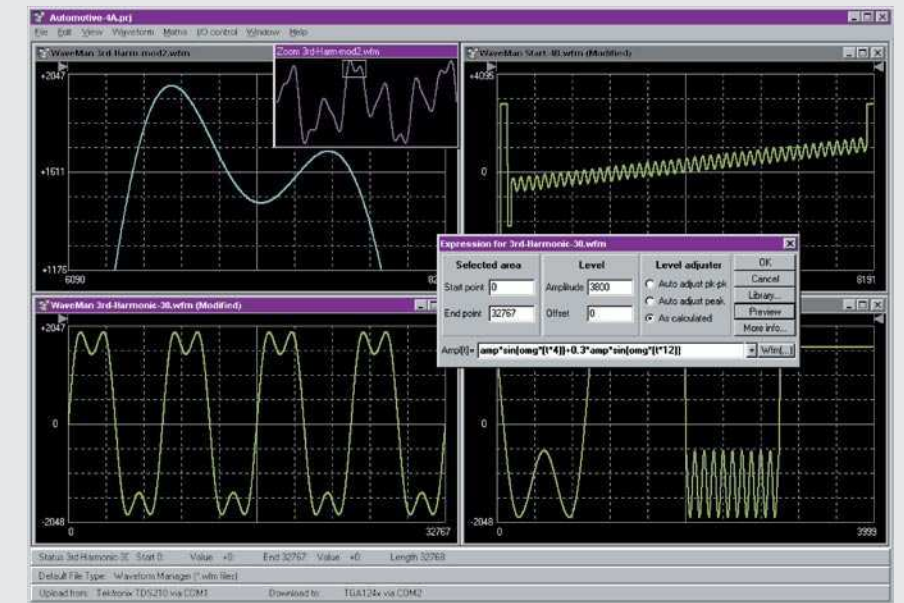 Automotive-4A.prj
File Edit View Waveform Maths I/O control Window Help
WaveMan 3rd-Harm-mod2.wfm
+2047
+1611
+1175
6090
Zoom 3rd-Harm-mod2.wfm
WaveMan Start-40.wfm (Modified)
+4095
0
8191
Expression for 3rd-Harmonic-30.wfm
Selected area
Start point 0
End point 32767
Level
Amplitude 3800
Offset 0
Level adjuster
Auto adjust pk-pk
Auto adjust peak
As calculated
OK
Cancel
Library...
Preview
More info...
Amp[t]= amp*sin(omg*(t*4))+0.3*amp*sin(omg*(t*12)) Wfm(...)
WaveMan 3rd-Harmonic-30.wfm (Modified)
+2047
0
-2048
0
32767
0
-2048
0
3999
Status 3rd-Harmonic-30 Start 0 Value +0 End 32767 Value +0 Length 32768
Default File Type: Waveform Manager (*.wfm files)
Upload from: Tektronix TDS210 via COM1 Download to: TGA124x via COM2